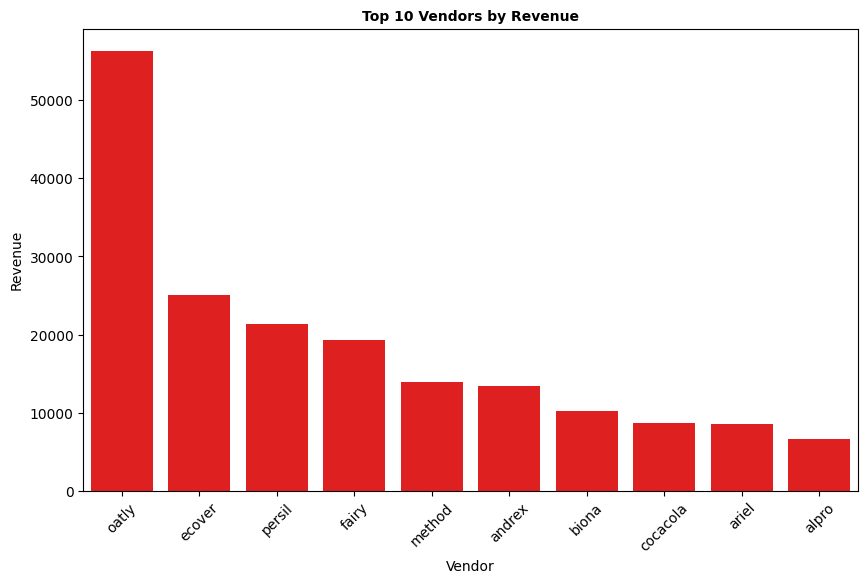 Top 10 Vendors by Revenue
Revenue
50000
40000
30000
20000
10000
0
oatly
ecover
persil
fairy
method
andrex
biona
cocacola
ariel
alpro
Vendor